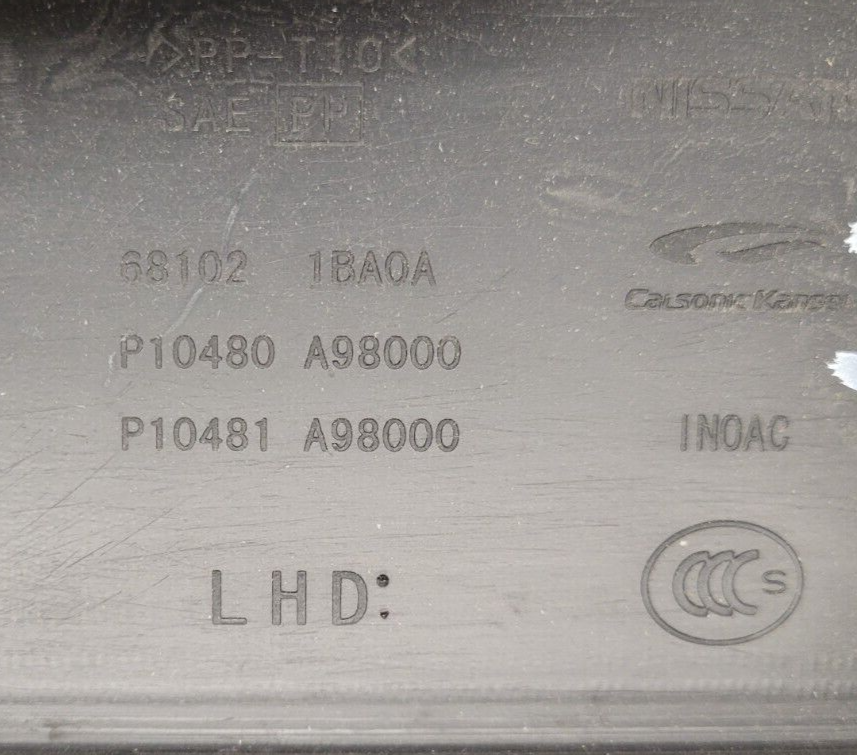 >PP-T10<
SAE PP
NISSAN
68102 1BA0A
Calsonic Kansei
P10480 A98000
P10481 A98000
INOAC
LHD:
CCC S